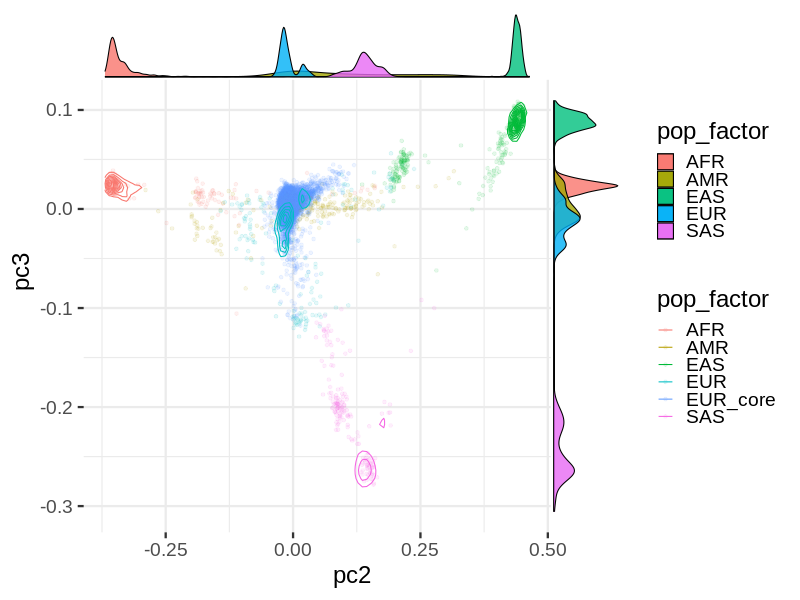 pop_factor
AFR
AMR
EAS
EUR
SAS
pop_factor
AFR
AMR
EAS
EUR
EUR_core
SAS
0.1
0.0
-0.1
-0.2
-0.3
pc3
-0.25
0.00
0.25
0.50
pc2